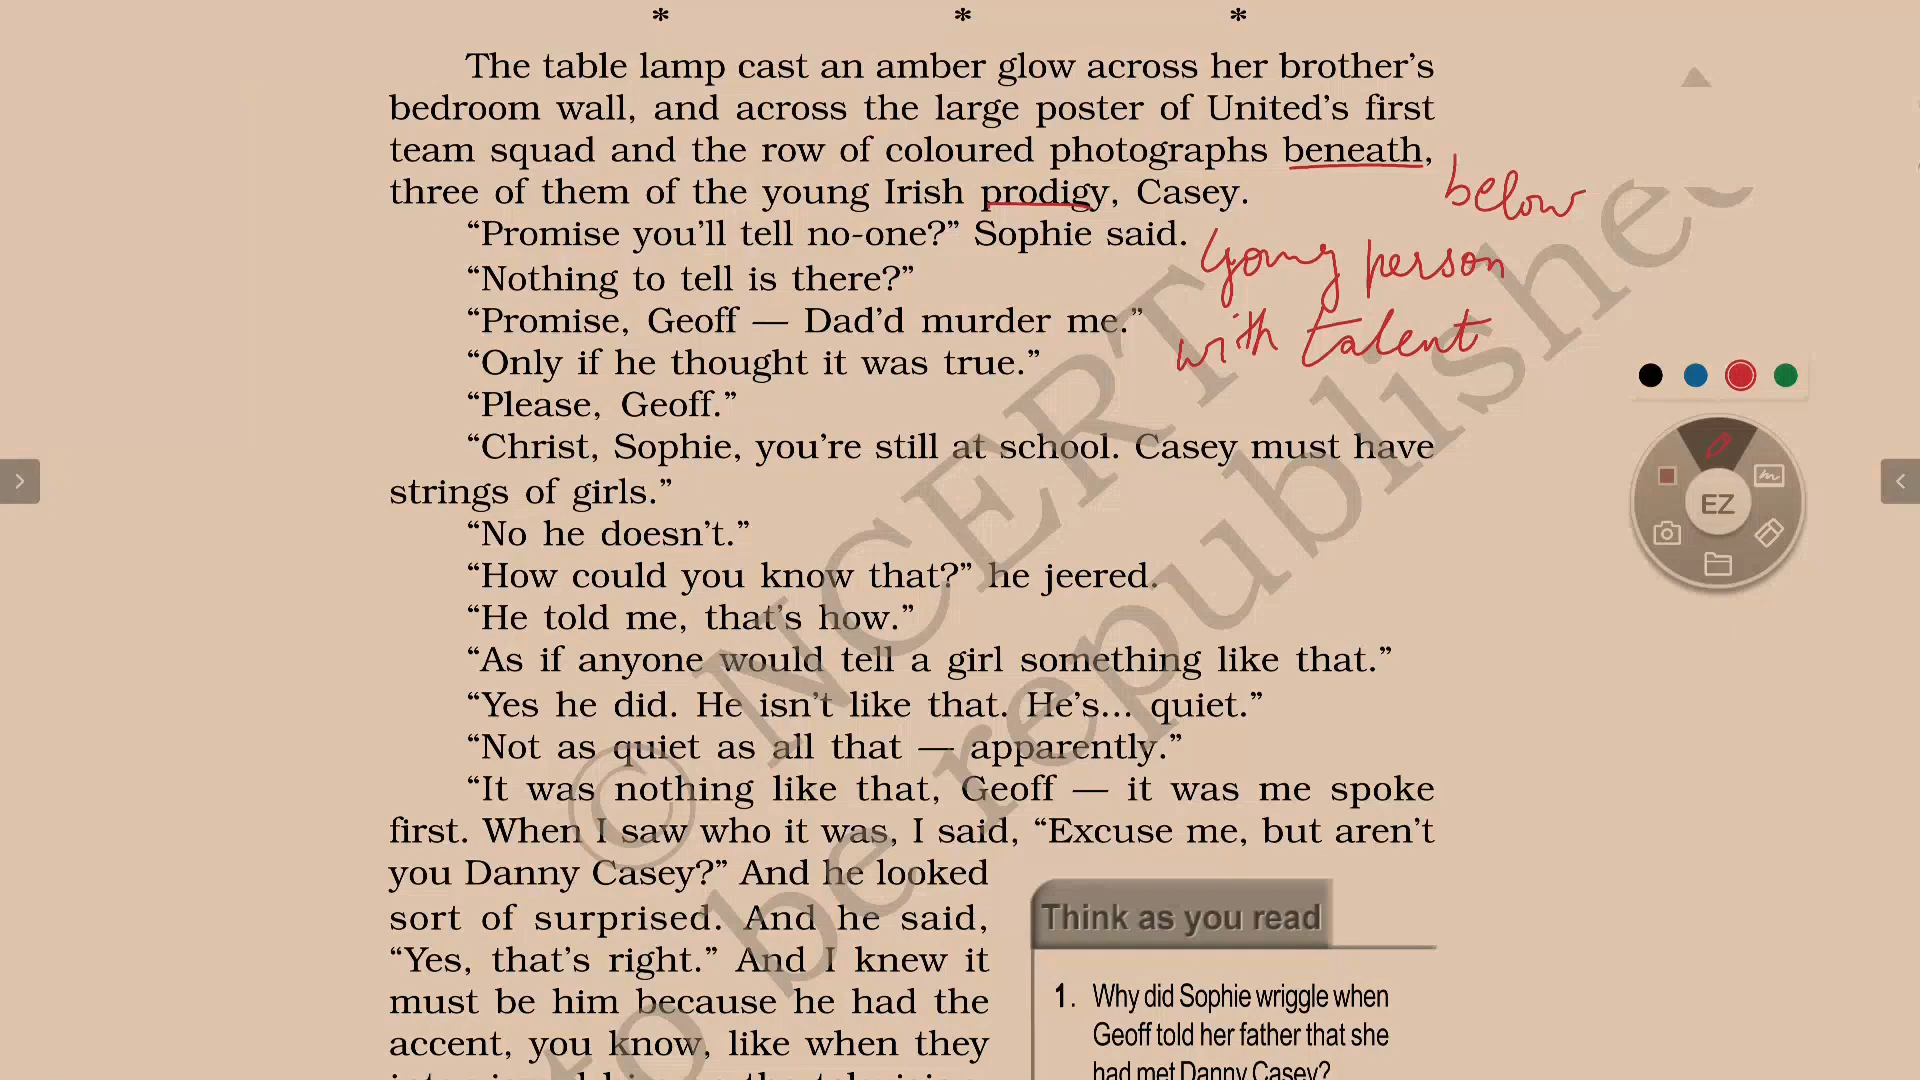 * * *
The table lamp cast an amber glow across her brother's
bedroom wall, and across the large poster of United's first
team squad and the row of coloured photographs beneath,
three of them of the young Irish prodigy, Casey.
below
“Promise you'll tell no-one?” Sophie said.
young person
“Nothing to tell is there?”
“Promise, Geoff — Dad'd murder me.”
with talent
“Only if he thought it was true.”
“Please, Geoff.”
“Christ, Sophie, you're still at school. Casey must have
strings of girls.”
“No he doesn't.”
“How could you know that?” he jeered.
“He told me, that's how.”
“As if anyone would tell a girl something like that.”
“Yes he did. He isn't like that. He's... quiet.”
“Not as quiet as all that — apparently.”
“It was nothing like that, Geoff — it was me spoke
first. When I saw who it was, I said, “Excuse me, but aren't
you Danny Casey?” And he looked
sort of surprised. And he said,
“Yes, that's right.” And I knew it
must be him because he had the
accent, you know, like when they
Think as you read
1. Why did Sophie wriggle when
Geoff told her father that she
had met Danny Casey?
© NCERT
to be republished
EZ